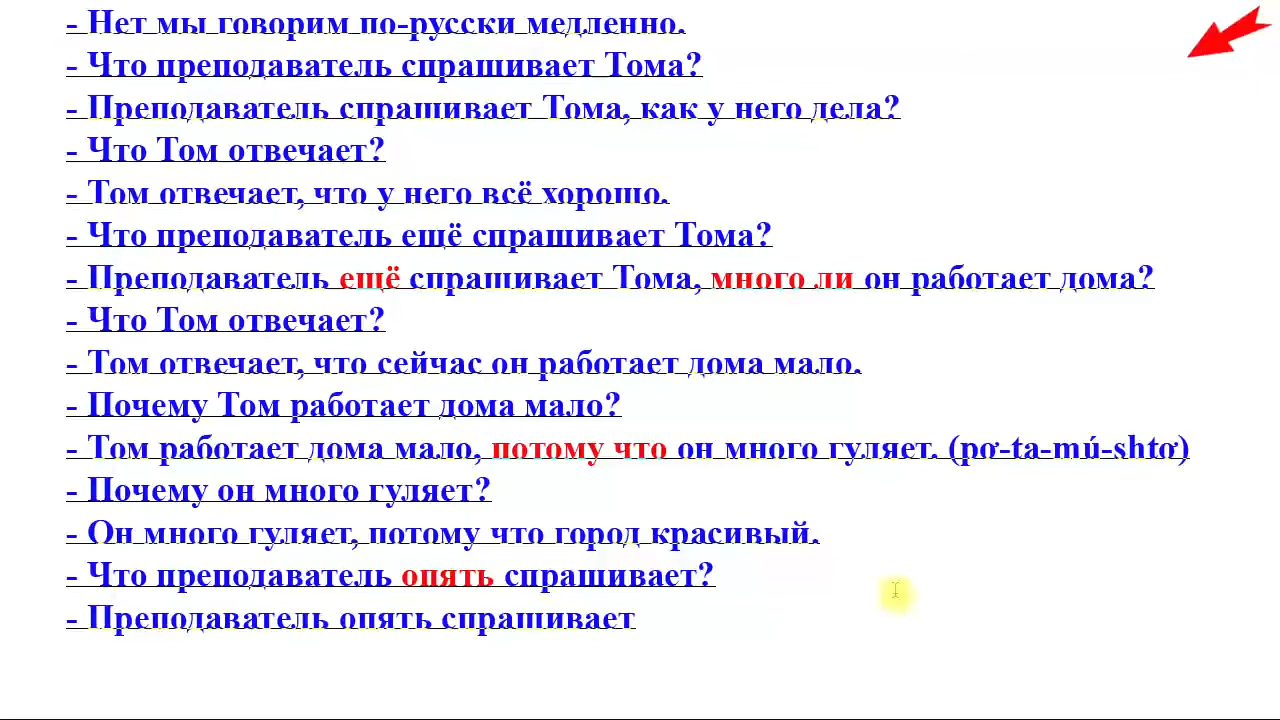 - Нет мы говорим по-русски медленно.
- Что преподаватель спрашивает Тома?
- Преподаватель спрашивает Тома, как у него дела?
- Что Том отвечает?
- Том отвечает, что у него всё хорошо.
- Что преподаватель ещё спрашивает Тома?
- Преподаватель ещё спрашивает Тома, много ли он работает дома?
- Что Том отвечает?
- Том отвечает, что сейчас он работает дома мало.
- Почему Том работает дома мало?
- Том работает дома мало, потому что он много гуляет. (pơ-ta-mú-shtơ)
- Почему он много гуляет?
- Он много гуляет, потому что город красивый.
- Что преподаватель опять спрашивает?
- Преподаватель опять спрашивает